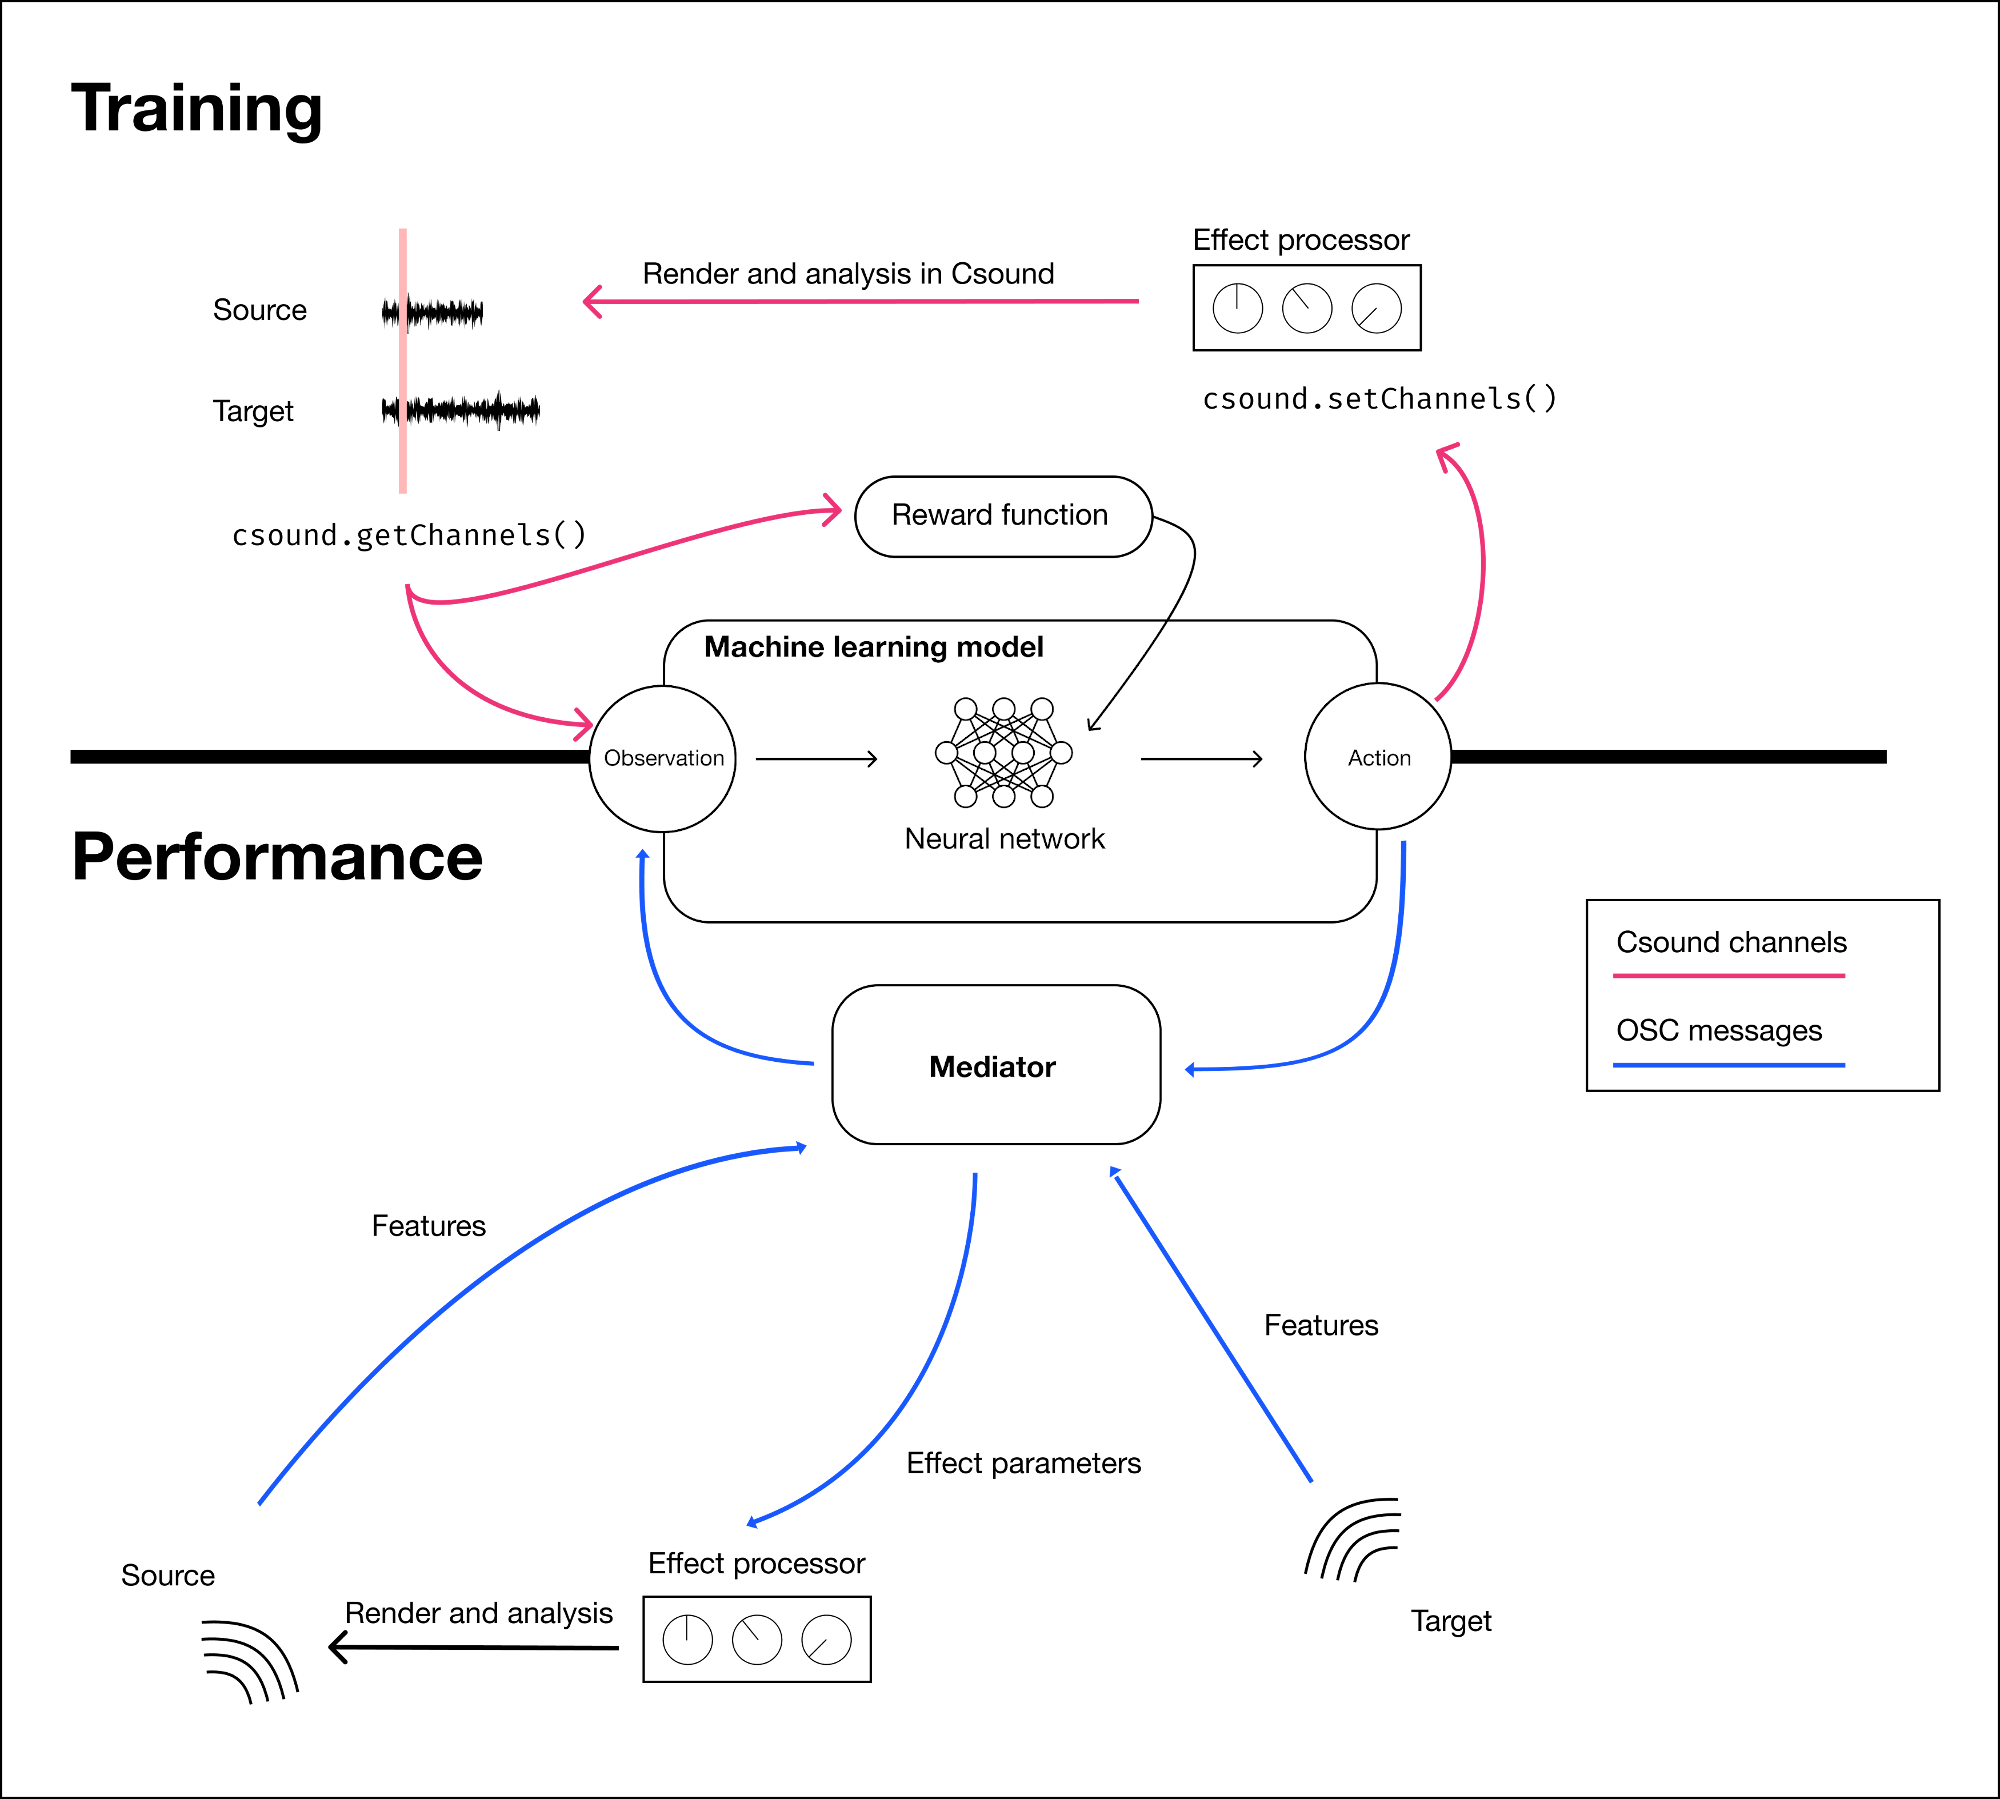 Training
Effect processor
Render and analysis in Csound
Source
Target
csound.setChannels()
Reward function
csound.getChannels()
Machine learning model
Observation
Action
Neural network
Performance
Csound channels
OSC messages
Mediator
Features
Features
Effect parameters
Effect processor
Source
Render and analysis
Target